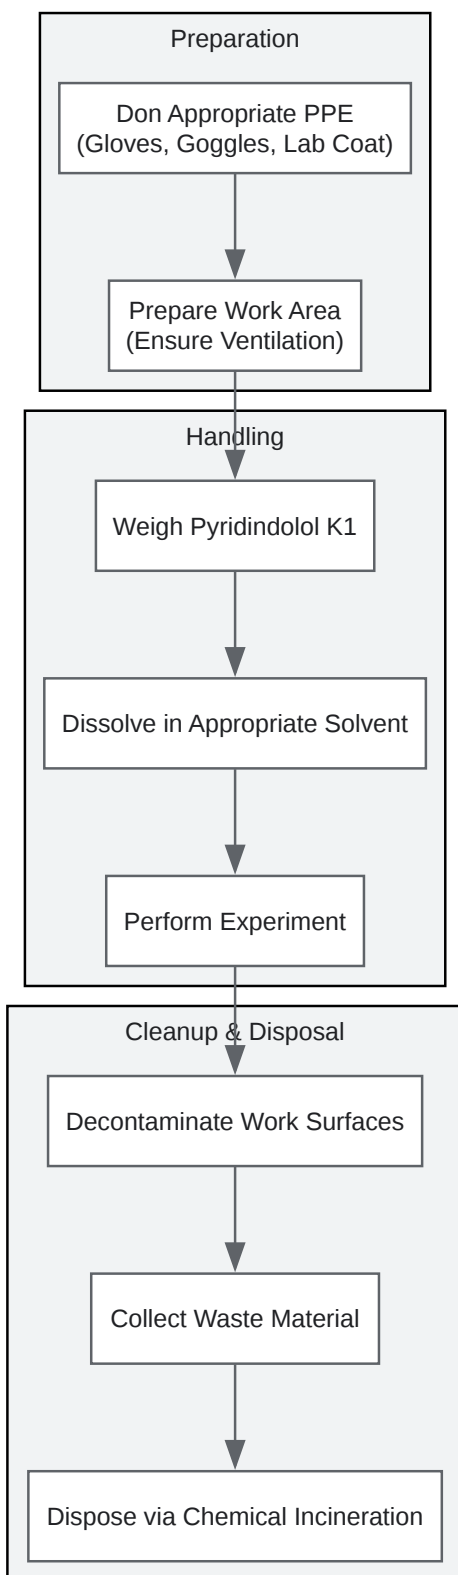 Preparation
Don Appropriate PPE
(Gloves, Goggles, Lab Coat)
Prepare Work Area
(Ensure Ventilation)
Handling
Weigh Pyridindolol K1
Dissolve in Appropriate Solvent
Perform Experiment
Cleanup & Disposal
Decontaminate Work Surfaces
Collect Waste Material
Dispose via Chemical Incineration